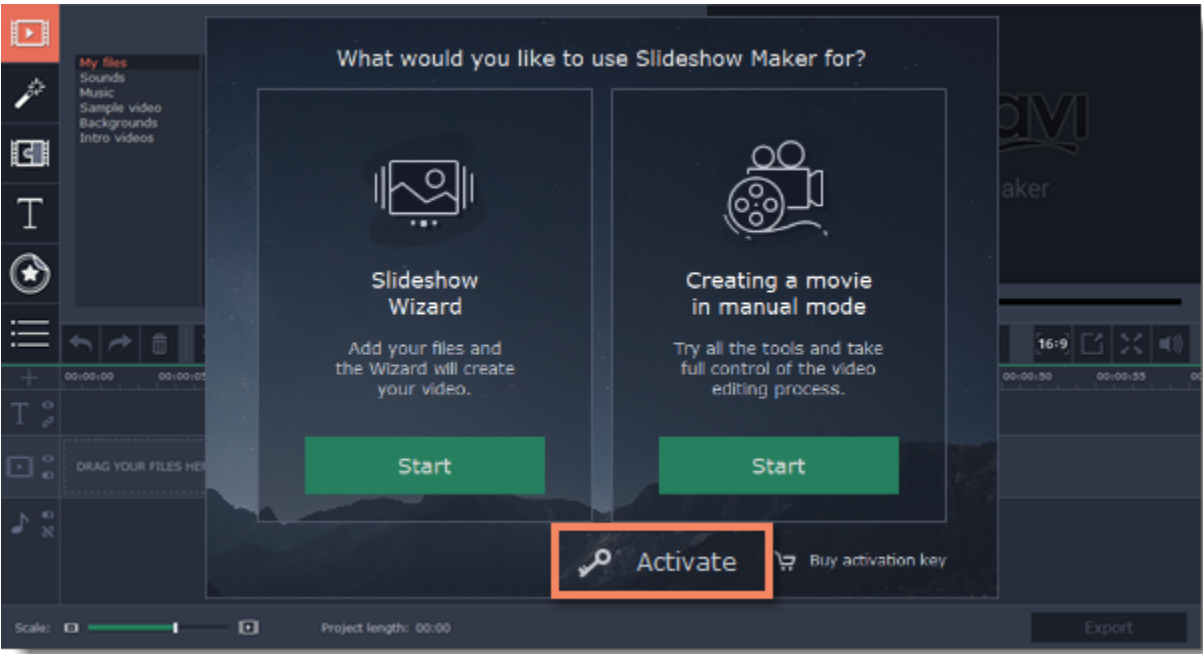 What would you like to use Slideshow Maker for?
My files
Sounds
Music
Sample video
Backgrounds
Intro videos
avi
aker
Slideshow
Wizard
Add your files and
the Wizard will create
your video.
Start
Creating a movie
in manual mode
Try all the tools and take
full control of the video
editing process.
Start
Activate
Buy activation key
16:9
00:00:00 00:00:05 00:00:50 00:00:55 00
T
DRAG YOUR FILES HER
Scale:
Project length: 00:00
Export